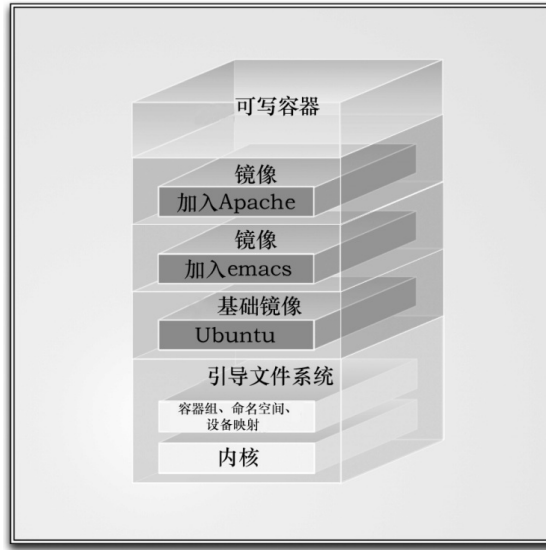 可写容器
镜像
加入Apache
镜像
加入emacs
基础镜像
Ubuntu
引导文件系统
容器组、命名空间、
设备映射
内核